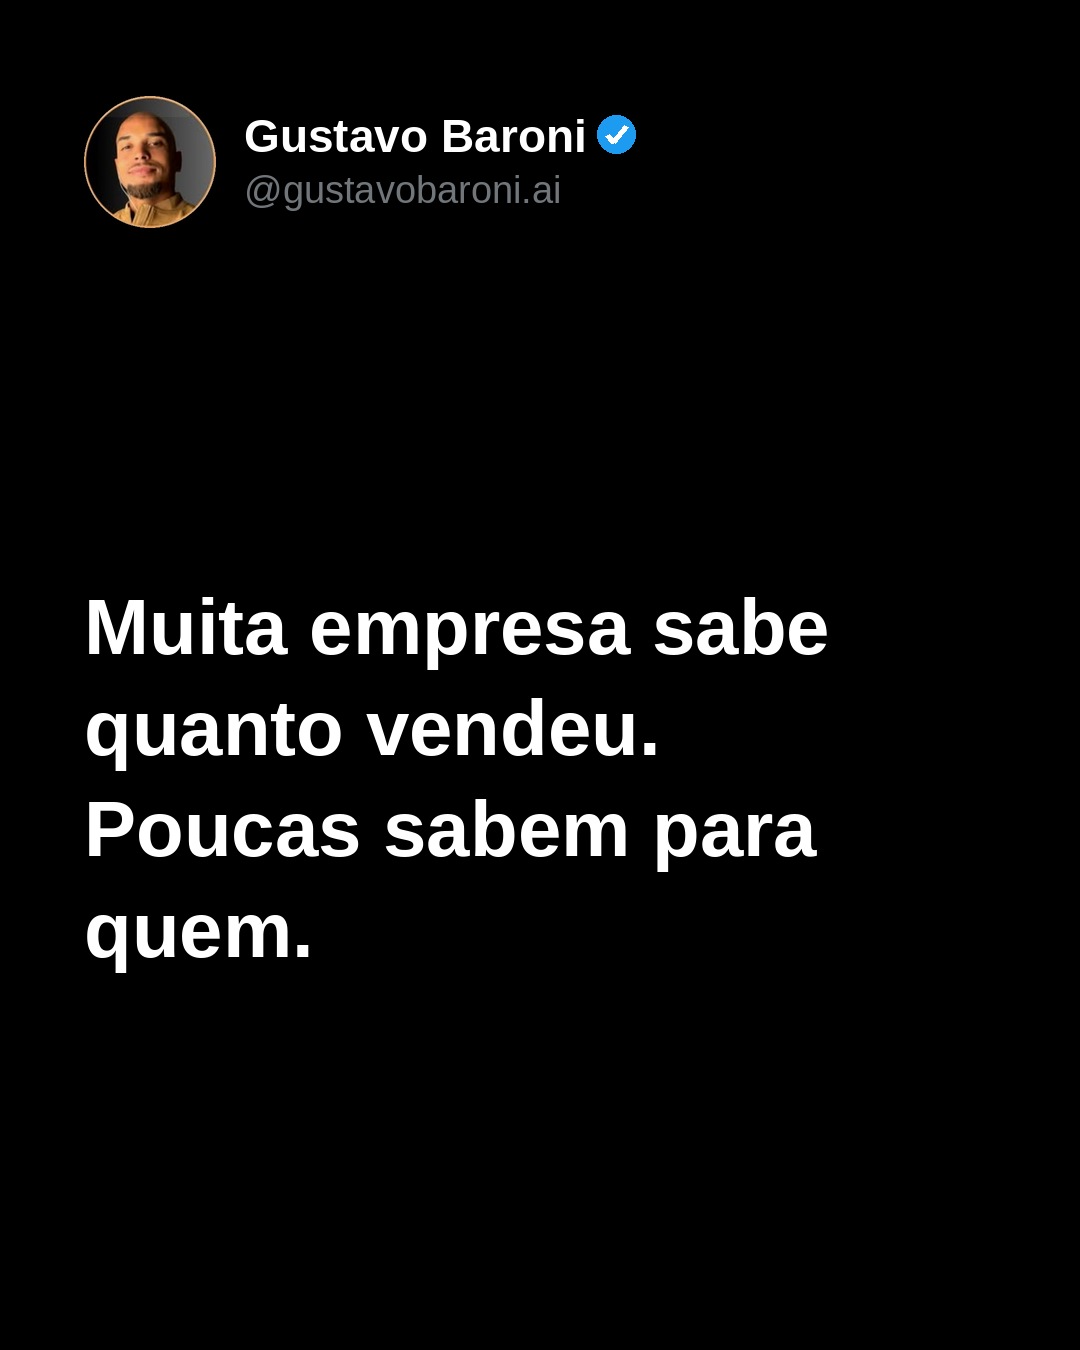 Gustavo Baroni
@gustavobaroni.ai
Muita empresa sabe
quanto vendeu.
Poucas sabem para
quem.